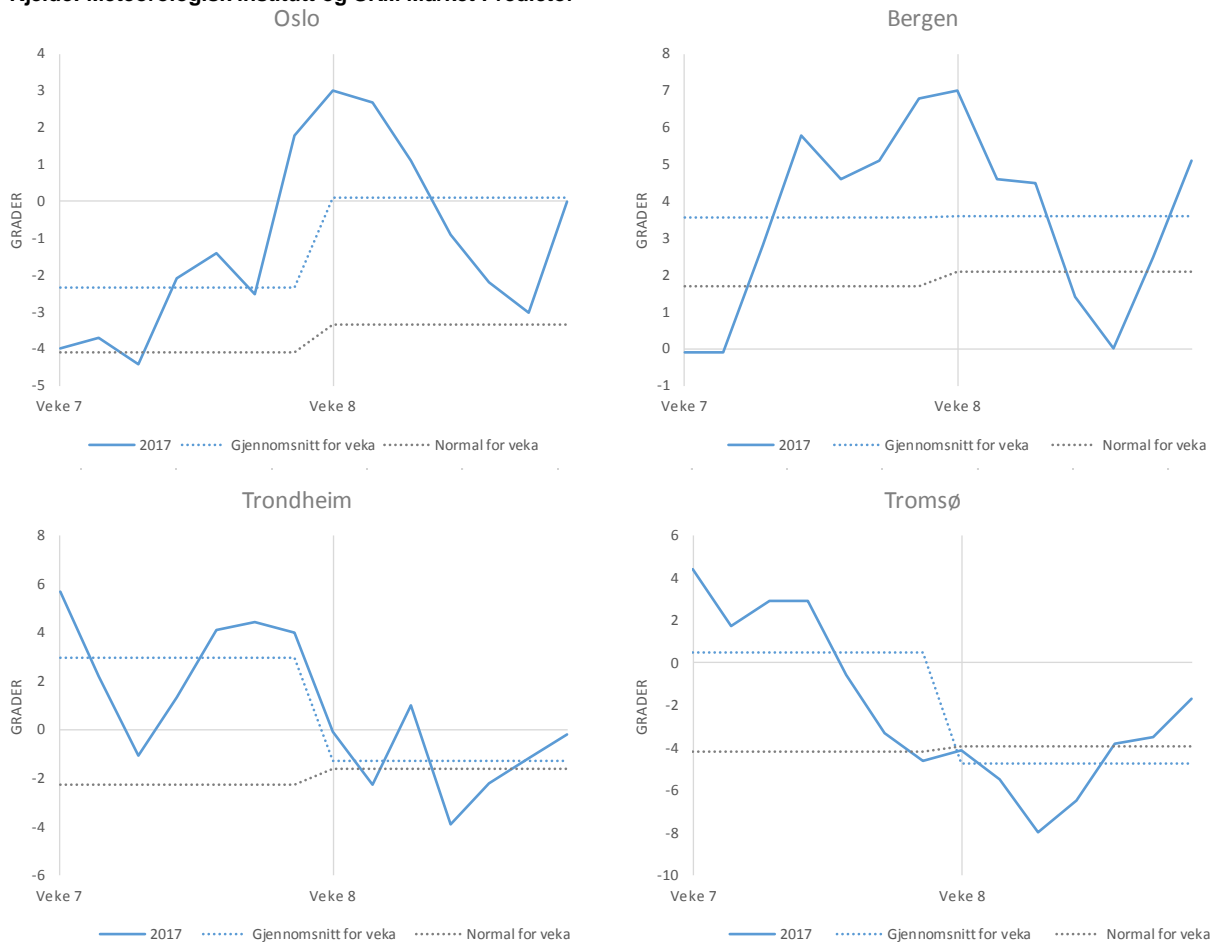 Oslo
4
3
2
1
0
-1
-2
-3
-4
-5
GRADER
Veke 7 Veke 8
2017 Gjennomsnitt for veka Normal for veka
Bergen
8
7
6
5
4
3
2
1
0
-1
GRADER
Veke 7 Veke 8
2017 Gjennomsnitt for veka Normal for veka
Trondheim
8
6
4
2
0
-2
-4
-6
GRADER
Veke 7 Veke 8
2017 Gjennomsnitt for veka Normal for veka
Tromsø
6
4
2
0
-2
-4
-6
-8
-10
GRADER
Veke 7 Veke 8
2017 Gjennomsnitt for veka Normal for veka